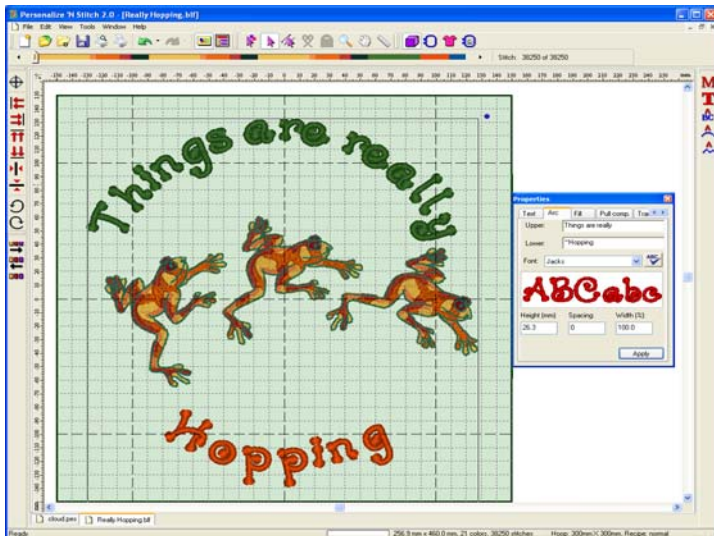 Personalize 'N Stitch 2.0 - [Really Hopping.blf]
File Edit View Tools Window Help
Stitch: 38250 of 38250
Things are really
Hopping
Properties
Text Arc Fill Pull comp.
Upper: Things are really
Lower: ~Hopping
Font: Jacks
ABC
ABCabc
Height (mm) Spacing Width (%)
26.3 0 100.0
Apply
cloud.pex Really Hopping.blf
Ready 256.9 mm x 460.0 mm, 21 colors, 38250 stitches Hoop: 300mm X 300mm, Recipe: normal